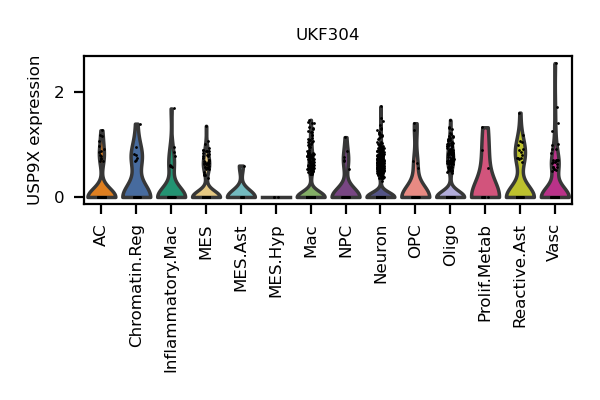 UKF304
USP9X expression
2
0
AC
Chromatin.Reg
Inflammatory.Mac
MES
MES.Ast
MES.Hyp
Mac
NPC
Neuron
OPC
Oligo
Prolif.Metab
Reactive.Ast
Vasc